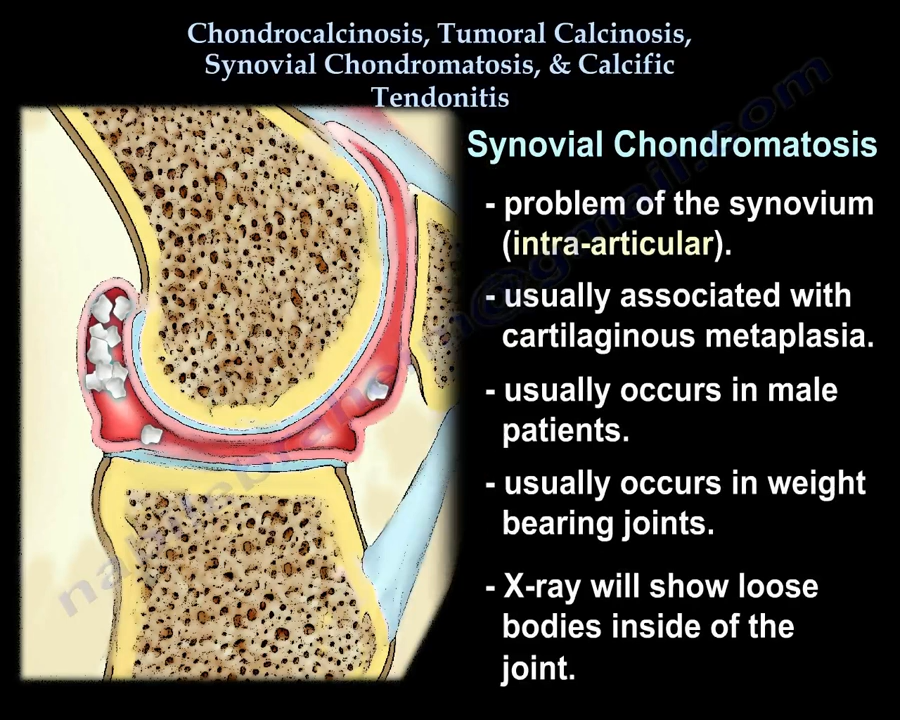 Chondrocalcinosis, Tumoral Calcinosis,
Synovial Chondromatosis, & Calcific
Tendonitis
Synovial Chondromatosis
- problem of the synovium
(intra-articular).
- usually associated with
cartilaginous metaplasia.
- usually occurs in male
patients.
- usually occurs in weight
bearing joints.
- X-ray will show loose
bodies inside of the
joint.